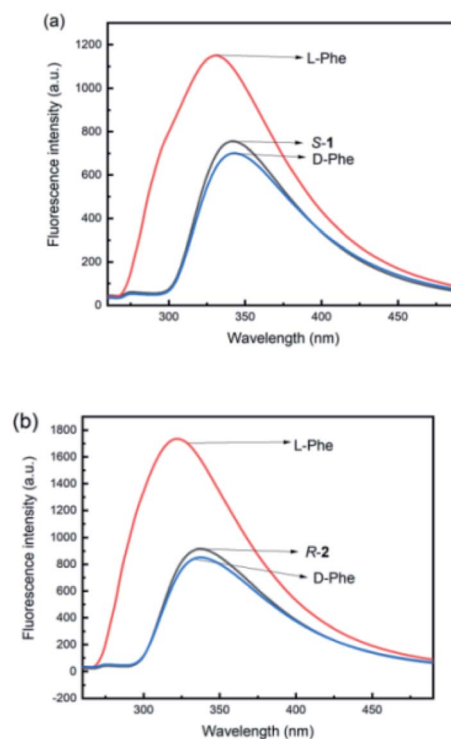 (a)
1200
1000
800
600
400
200
0
Fluorescence intensity (a.u.)
L-Phe
S-1
D-Phe
300
350
400
450
Wavelength (nm)
(b)
1800
1600
1400
1200
1000
800
600
400
200
0
-200
Fluorescence intensity (a.u.)
L-Phe
R-2
D-Phe
300
350
400
450
Wavelength (nm)